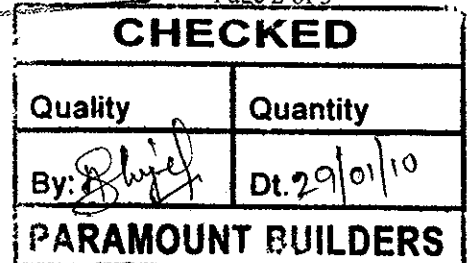 Page 2 of 3
CHECKED
Quality Quantity
By: Dt. 29/01/10
PARAMOUNT BUILDERS